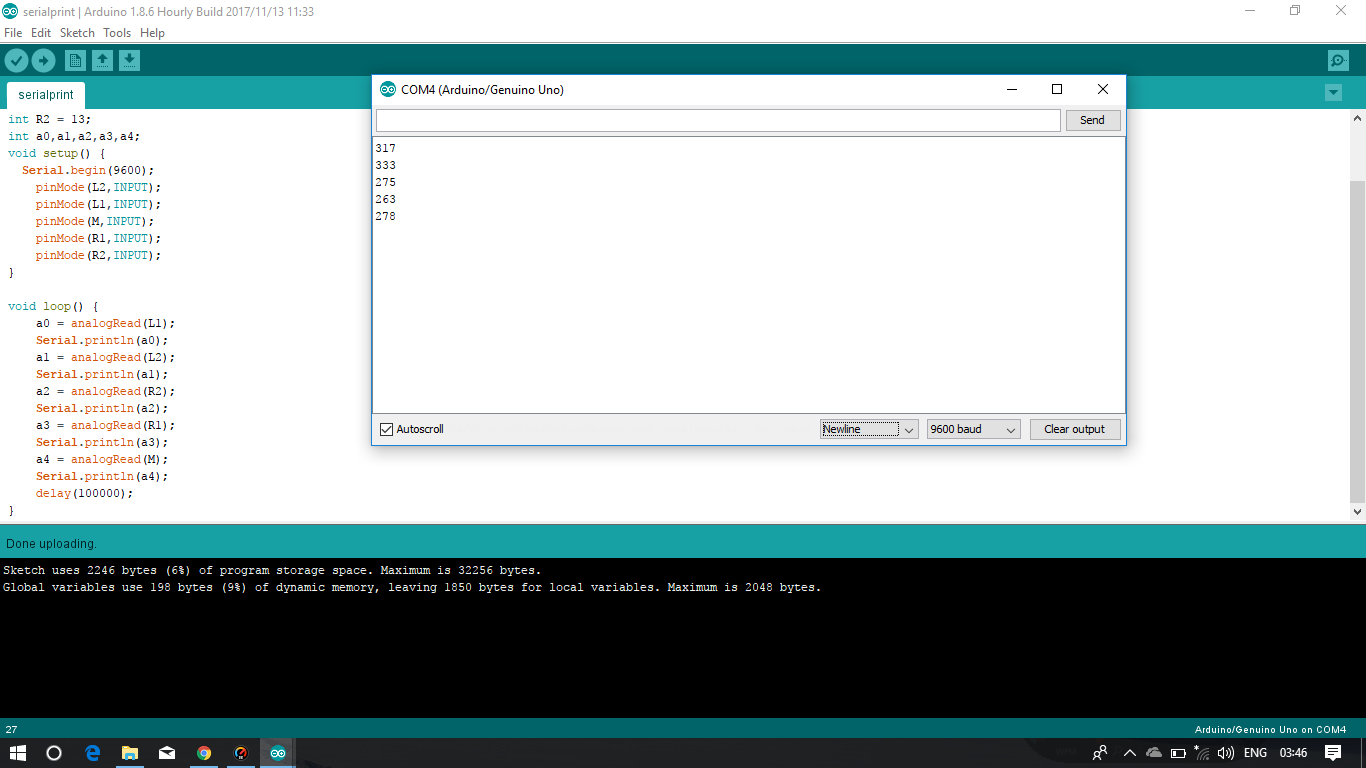 serialprint | Arduino 1.8.6 Hourly Build 2017/11/13 11:33
File Edit Sketch Tools Help
serialprint
int R2 = 13;
int a0,a1,a2,a3,a4;
void setup() {
Serial.begin(9600);
pinMode(L2,INPUT);
pinMode(L1,INPUT);
pinMode(M,INPUT);
pinMode(R1,INPUT);
pinMode(R2,INPUT);
}
void loop() {
a0 = analogRead(L1);
Serial.println(a0);
a1 = analogRead(L2);
Serial.println(a1);
a2 = analogRead(R2);
Serial.println(a2);
a3 = analogRead(R1);
Serial.println(a3);
a4 = analogRead(M);
Serial.println(a4);
delay(100000);
}
COM4 (Arduino/Genuino Uno)
Send
317
333
275
263
278
Autoscroll Newline 9600 baud Clear output
Done uploading.
Sketch uses 2246 bytes (6%) of program storage space. Maximum is 32256 bytes.
Global variables use 198 bytes (9%) of dynamic memory, leaving 1850 bytes for local variables. Maximum is 2048 bytes.
27 Arduino/Genuino Uno on COM4
ENG 03:46